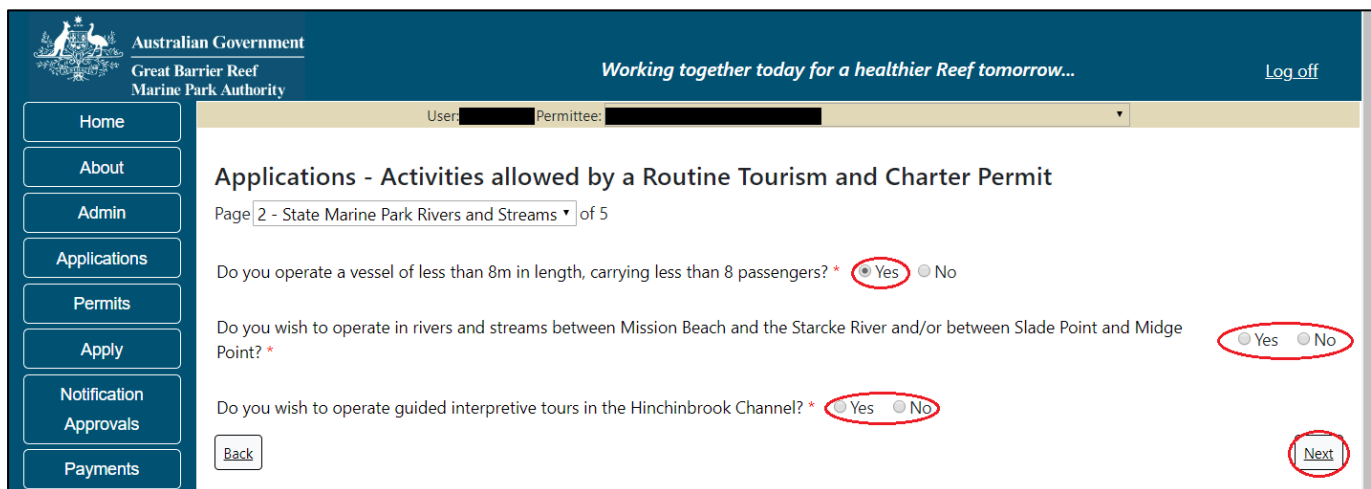 Australian Government
Great Barrier Reef
Marine Park Authority
Working together today for a healthier Reef tomorrow...
Log off
Home
User: Permittee:
About
Applications - Activities allowed by a Routine Tourism and Charter Permit
Admin
Page 2 - State Marine Park Rivers and Streams of 5
Applications
Do you operate a vessel of less than 8m in length, carrying less than 8 passengers? * Yes No
Permits
Do you wish to operate in rivers and streams between Mission Beach and the Starcke River and/or between Slade Point and Midge
Point? * Yes No
Apply
Notification
Approvals
Do you wish to operate guided interpretive tours in the Hinchinbrook Channel? * Yes No
Back Next
Payments